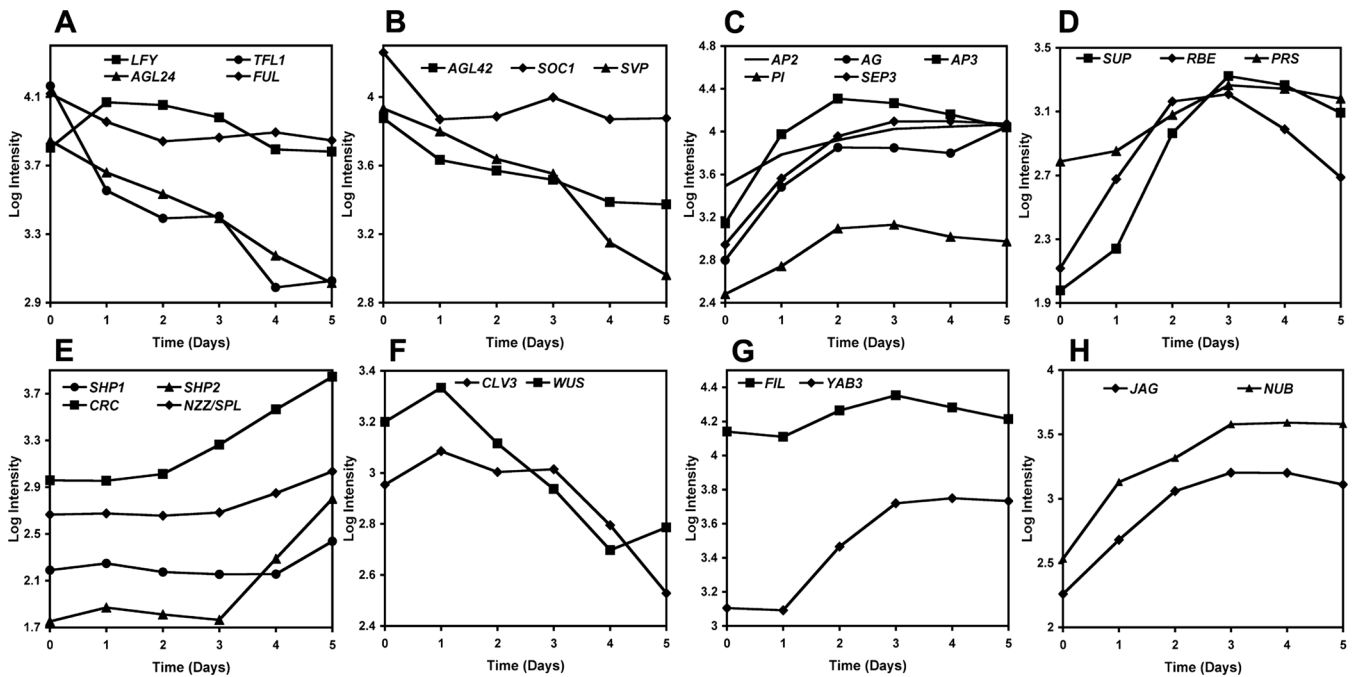 A
LFY TFL1
AGL24 FUL
Log Intensity
4.1
3.7
3.3
2.9
0 1 2 3 4 5
Time (Days)
B
AGL42 SOC1 SVP
Log Intensity
4
3.6
3.2
2.8
0 1 2 3 4 5
Time (Days)
C
AP2 AG AP3
PI SEP3
Log Intensity
4.8
4.4
4
3.6
3.2
2.8
2.4
0 1 2 3 4 5
Time (Days)
D
SUP RBE PRS
Log Intensity
3.5
3.1
2.7
2.3
1.9
0 1 2 3 4 5
Time (Days)
E
SHP1 SHP2
CRC NZZ/SPL
Log Intensity
3.7
3.3
2.9
2.5
2.1
1.7
0 1 2 3 4 5
Time (Days)
F
CLV3 WUS
Log Intensity
3.4
3.2
3
2.8
2.6
2.4
0 1 2 3 4 5
Time (Days)
G
FIL YAB3
Log Intensity
4.4
4.2
4
3.8
3.6
3.4
3.2
3
0 1 2 3 4 5
Time (Days)
H
JAG NUB
Log Intensity
4
3.5
3
2.5
2
0 1 2 3 4 5
Time (Days)